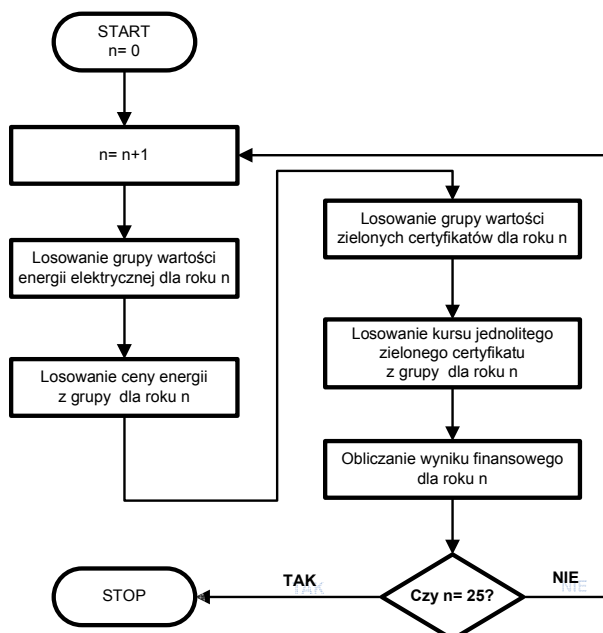 START
n= 0
n= n+1
Losowanie grupy wartości
energii elektrycznej dla roku n
Losowanie ceny energii
z grupy dla roku n
Losowanie grupy wartości
zielonych certyfikatów dla roku n
Losowanie kursu jednolitego
zielonego certyfikatu
z grupy dla roku n
Obliczanie wyniku finansowego
dla roku n
Czy n= 25?
TAK
NIE
STOP